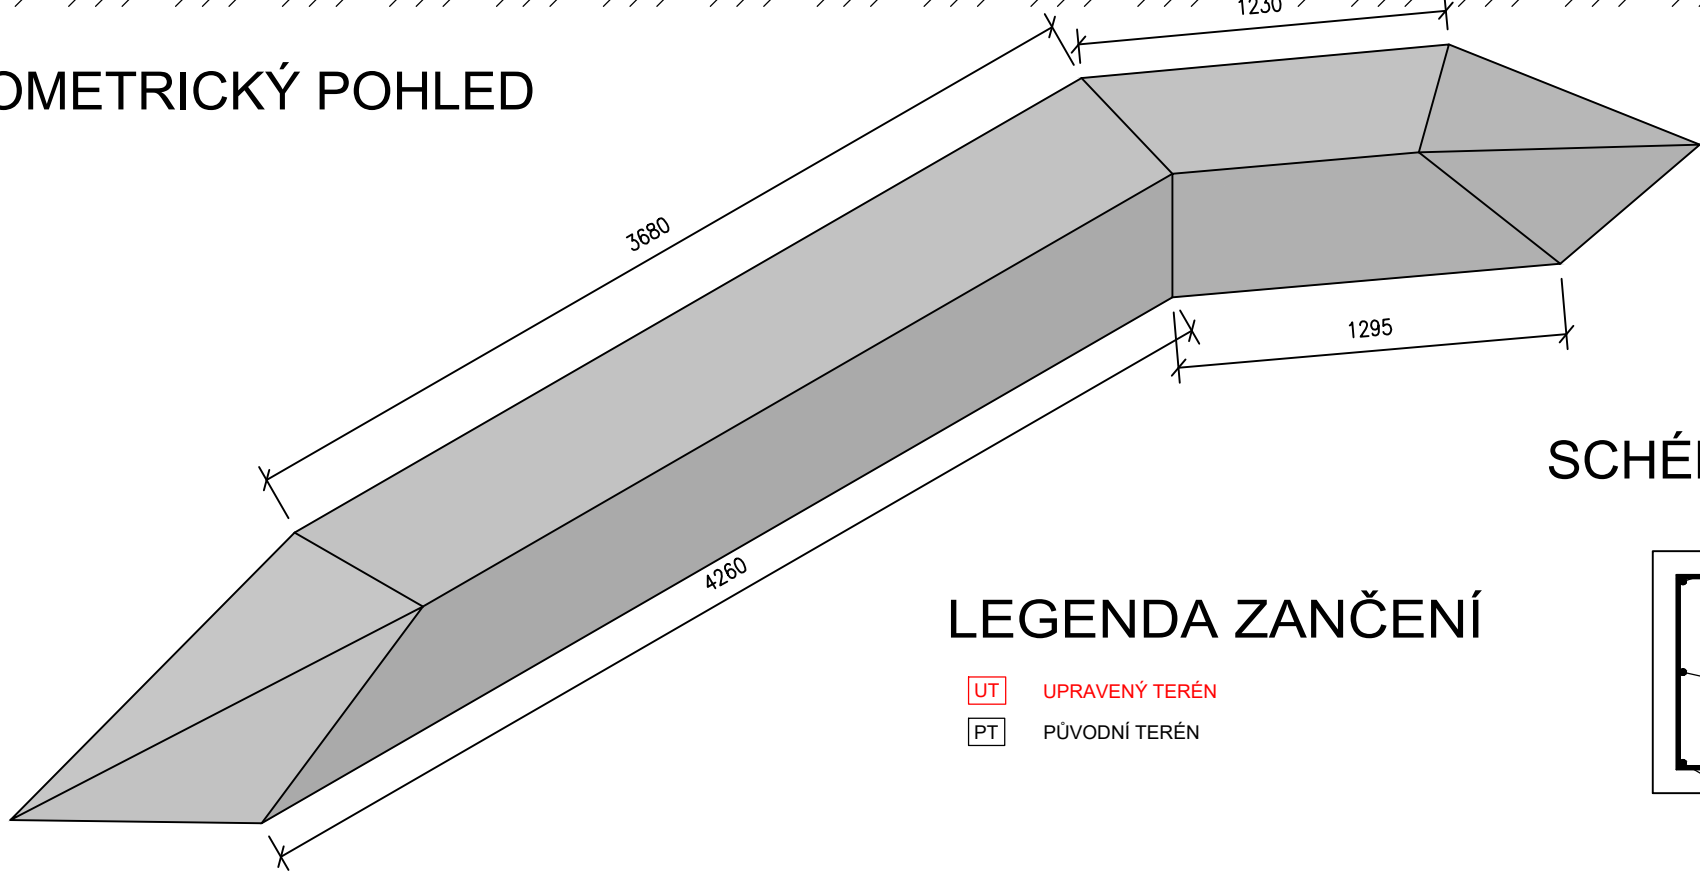 1230
OMETRICKÝ POHLED
3680
1295
SCHÉ
4260
LEGENDA ZANČENÍ
UT UPRAVENÝ TERÉN
PT PŮVODNÍ TERÉN